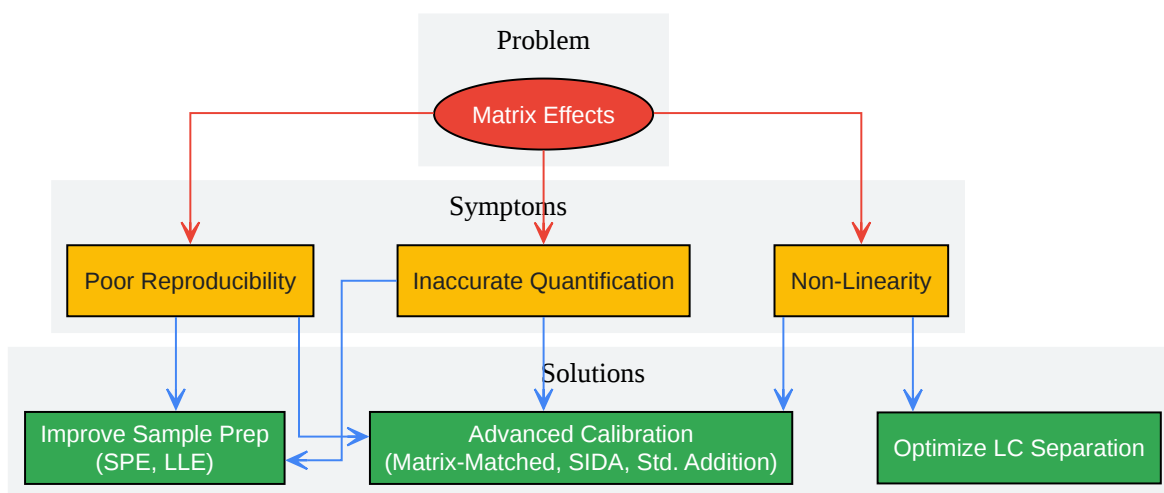 Problem
Matrix Effects
Symptoms
Poor Reproducibility
Inaccurate Quantification
Non-Linearity
Solutions
Improve Sample Prep
(SPE, LLE)
Advanced Calibration
(Matrix-Matched, SIDA, Std. Addition)
Optimize LC Separation